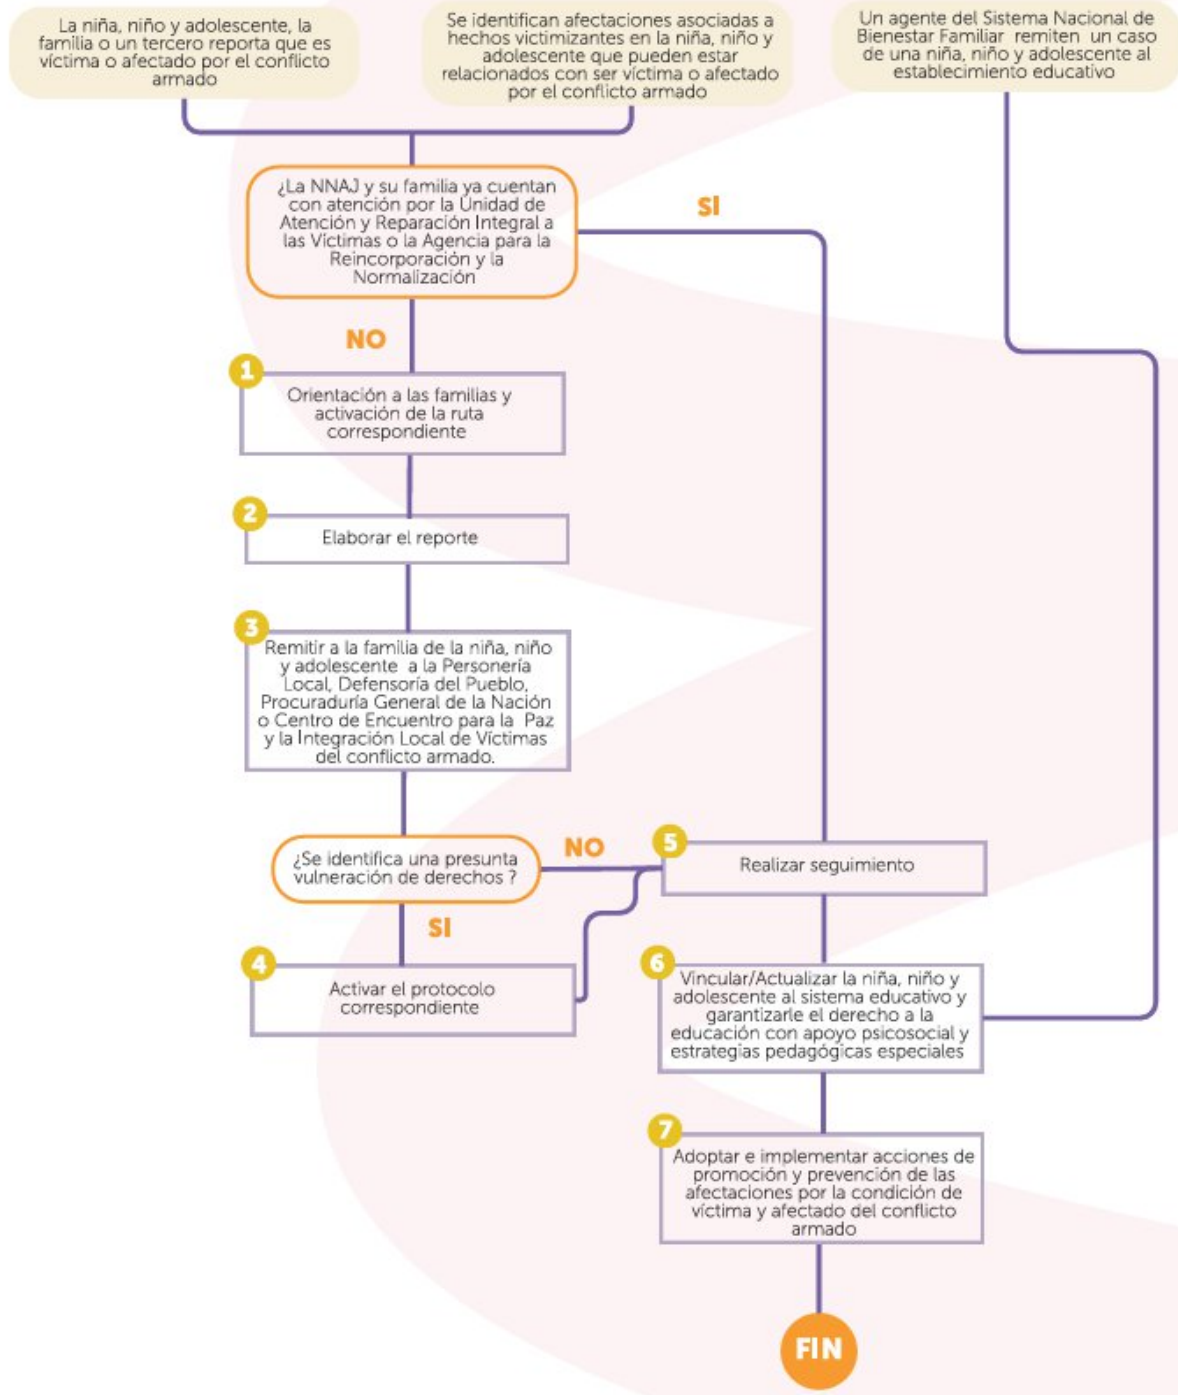 La niña, niño y adolescente, la
familia o un tercero reporta que es
víctima o afectado por el conflicto
armado
Se identifican afectaciones asociadas a
hechos victimizantes en la niña, niño y
adolescente que pueden estar
relacionados con ser víctima o afectado
por el conflicto armado
Un agente del Sistema Nacional de
Bienestar Familiar remiten un caso
de una niña, niño y adolescente al
establecimiento educativo
¿La NNAJ y su familia ya cuentan
con atención por la Unidad de
Atención y Reparación Integral a
las Víctimas o la Agencia para la
Reincorporación y la
Normalización
SI
NO
1
Orientación a las familias y
activación de la ruta
correspondiente
2
Elaborar el reporte
3
Remitir a la familia de la niña, niño
y adolescente a la Personería
Local, Defensoría del Pueblo,
Procuraduría General de la Nación
o Centro de Encuentro para la Paz
y la Integración Local de Víctimas
del conflicto armado.
¿Se identifica una presunta
vulneración de derechos ?
NO
SI
4
Activar el protocolo
correspondiente
5
Realizar seguimiento
6
Vincular/Actualizar la niña, niño y
adolescente al sistema educativo y
garantizarle el derecho a la
educación con apoyo psicosocial y
estrategias pedagógicas especiales
7
Adoptar e implementar acciones de
promoción y prevención de las
afectaciones por la condición de
víctima y afectado del conflicto
armado
FIN